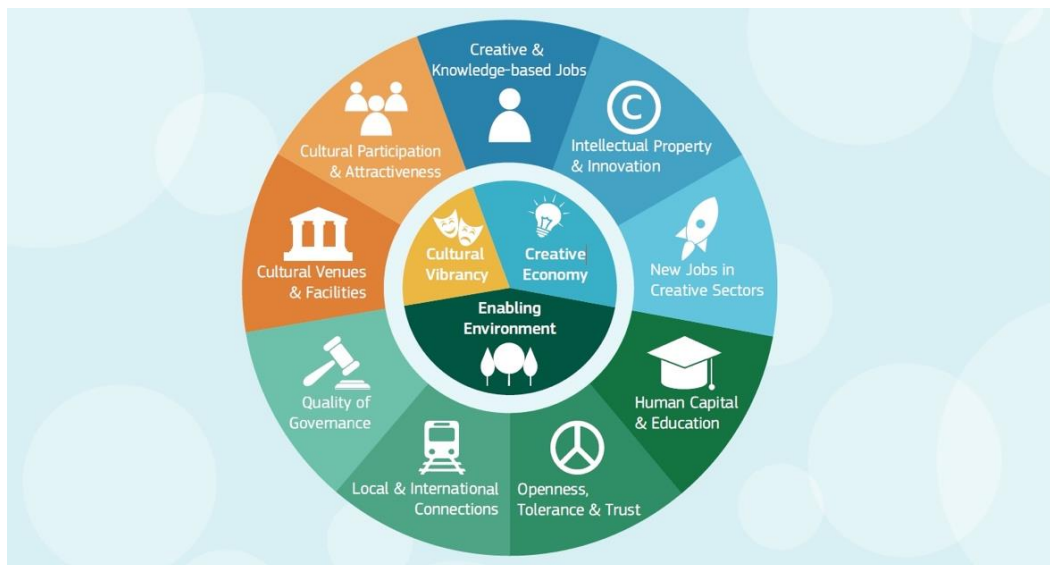 Creative &
Knowledge-based Jobs
C
Intellectual Property
& Innovation
New Jobs in
Creative Sectors
Human Capital
& Education
Openness,
Tolerance & Trust
Local & International
Connections
Quality of
Governance
Cultural Venues
& Facilities
Cultural Participation
& Attractiveness
Cultural
Vibrancy
Creative
Economy
Enabling
Environment